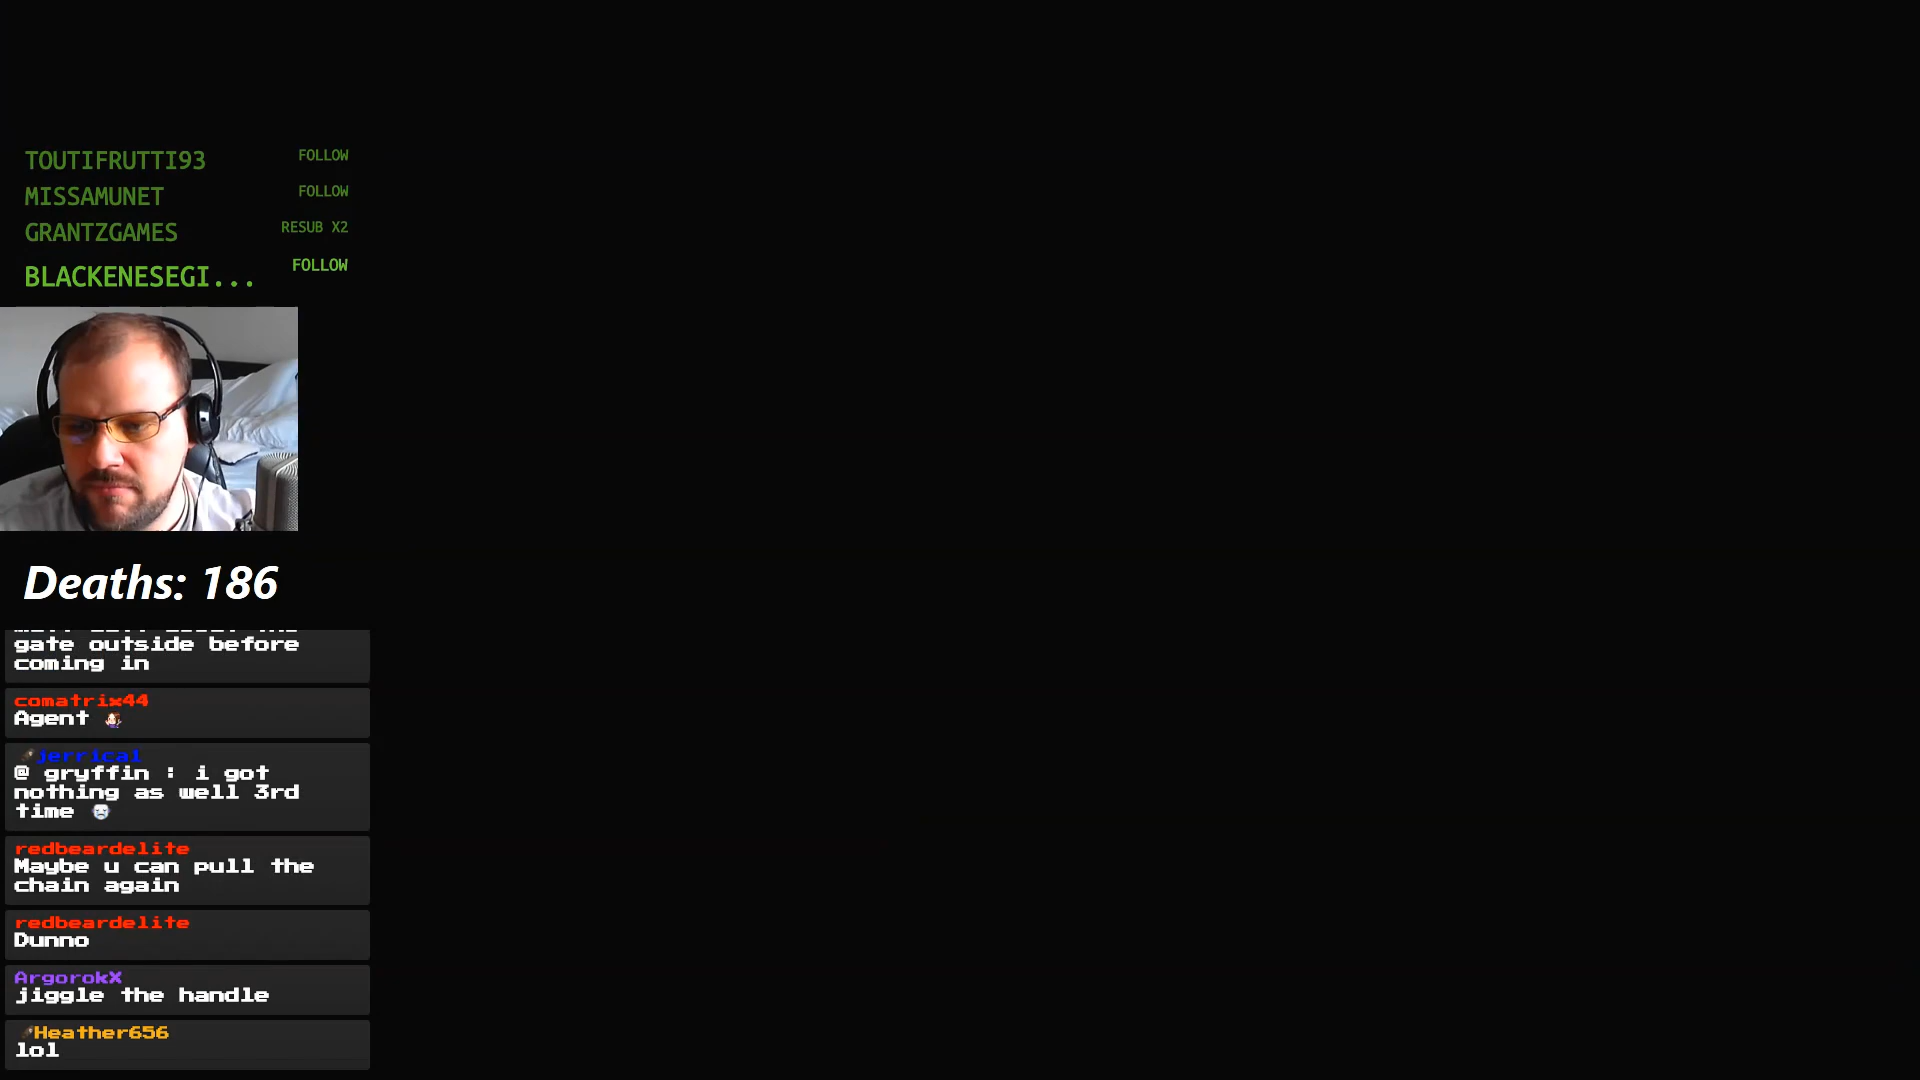 TOUTIFRUTTI93 FOLLOW
MISSAMUNET FOLLOW
GRANTZGAMES RESUB X2
BLACKENESEGI... FOLLOW
Deaths: 186
gate outside before
coming in
comatrix44
Agent
jerrical
@ gryffin : i got
nothing as well 3rd
time
redbeardelite
Maybe u can pull the
chain again
redbeardelite
Dunno
ArgorokX
jiggle the handle
Heather656
lol